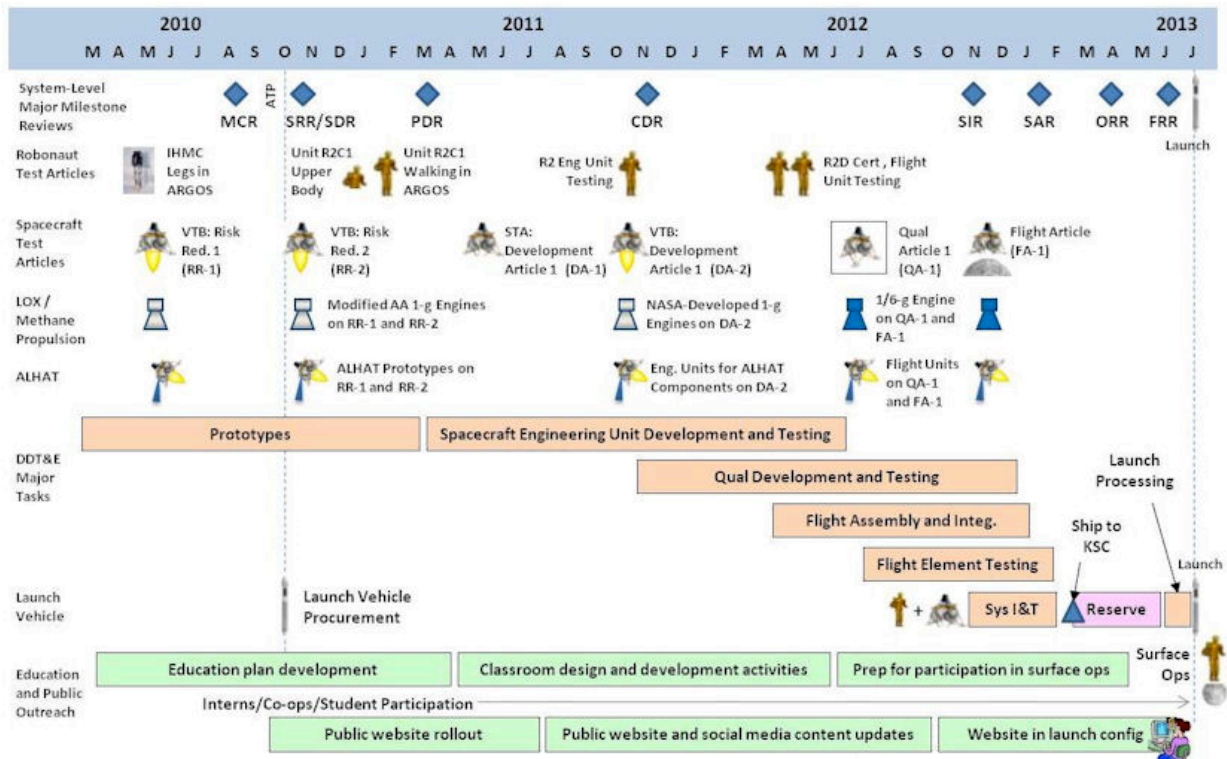 2010 2011 2012 2013
M A M J J A S O N D J F M A M J J A S O N D J F M A M J J A S O N D J F M A M J J
System-Level
Major Milestone
Reviews
ATP
MCR SRR/SDR PDR CDR SIR SAR ORR FRR
Launch
Robonaut
Test Articles
IHMC
Legs in
ARGOS
Unit R2C1
Upper
Body
Unit R2C1
Walking in
ARGOS
R2 Eng Unit
Testing
R2D Cert , Flight
Unit Testing
Spacecraft
Test
Articles
VTB: Risk
Red. 1
(RR-1)
VTB: Risk
Red. 2
(RR-2)
STA:
Development
Article 1 (DA-1)
VTB:
Development
Article 1 (DA-2)
Qual
Article 1
(QA-1)
Flight Article
(FA-1)
LOX /
Methane
Propulsion
Modified AA 1-g Engines
on RR-1 and RR-2
NASA-Developed 1-g
Engines on DA-2
1/6-g Engine
on QA-1 and
FA-1
ALHAT
ALHAT Prototypes on
RR-1 and RR-2
Eng. Units for ALHAT
Components on DA-2
Flight Units
on QA-1
and FA-1
DDT&E
Major
Tasks
Prototypes
Spacecraft Engineering Unit Development and Testing
Qual Development and Testing
Flight Assembly and Integ.
Flight Element Testing
Launch
Processing
Ship to
KSC
Launch
Launch
Vehicle
Launch Vehicle
Procurement
+
Sys I&T
Reserve
Education
and Public
Outreach
Education plan development
Classroom design and development activities
Prep for participation in surface ops
Surface
Ops
Interns/Co-ops/Student Participation
Public website rollout
Public website and social media content updates
Website in launch config